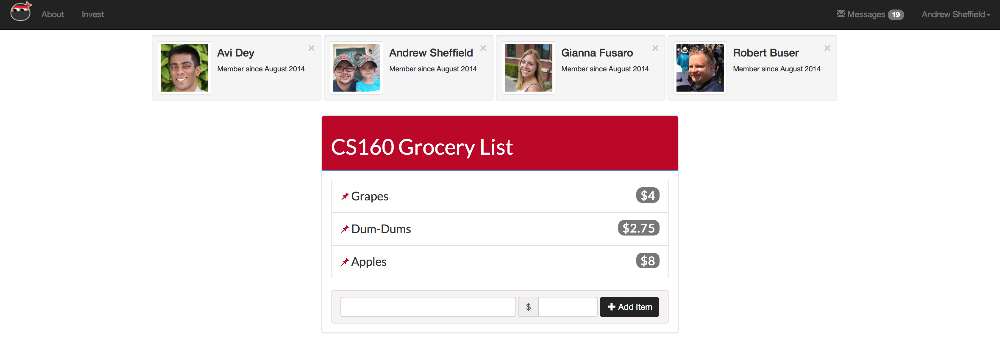 About Invest Messages 19 Andrew Sheffield
Avi Dey
Member since August 2014
Andrew Sheffield
Member since August 2014
Gianna Fusaro
Member since August 2014
Robert Buser
Member since August 2014
CS160 Grocery List
Grapes $4
Dum-Dums $2.75
Apples $8
$ Add Item